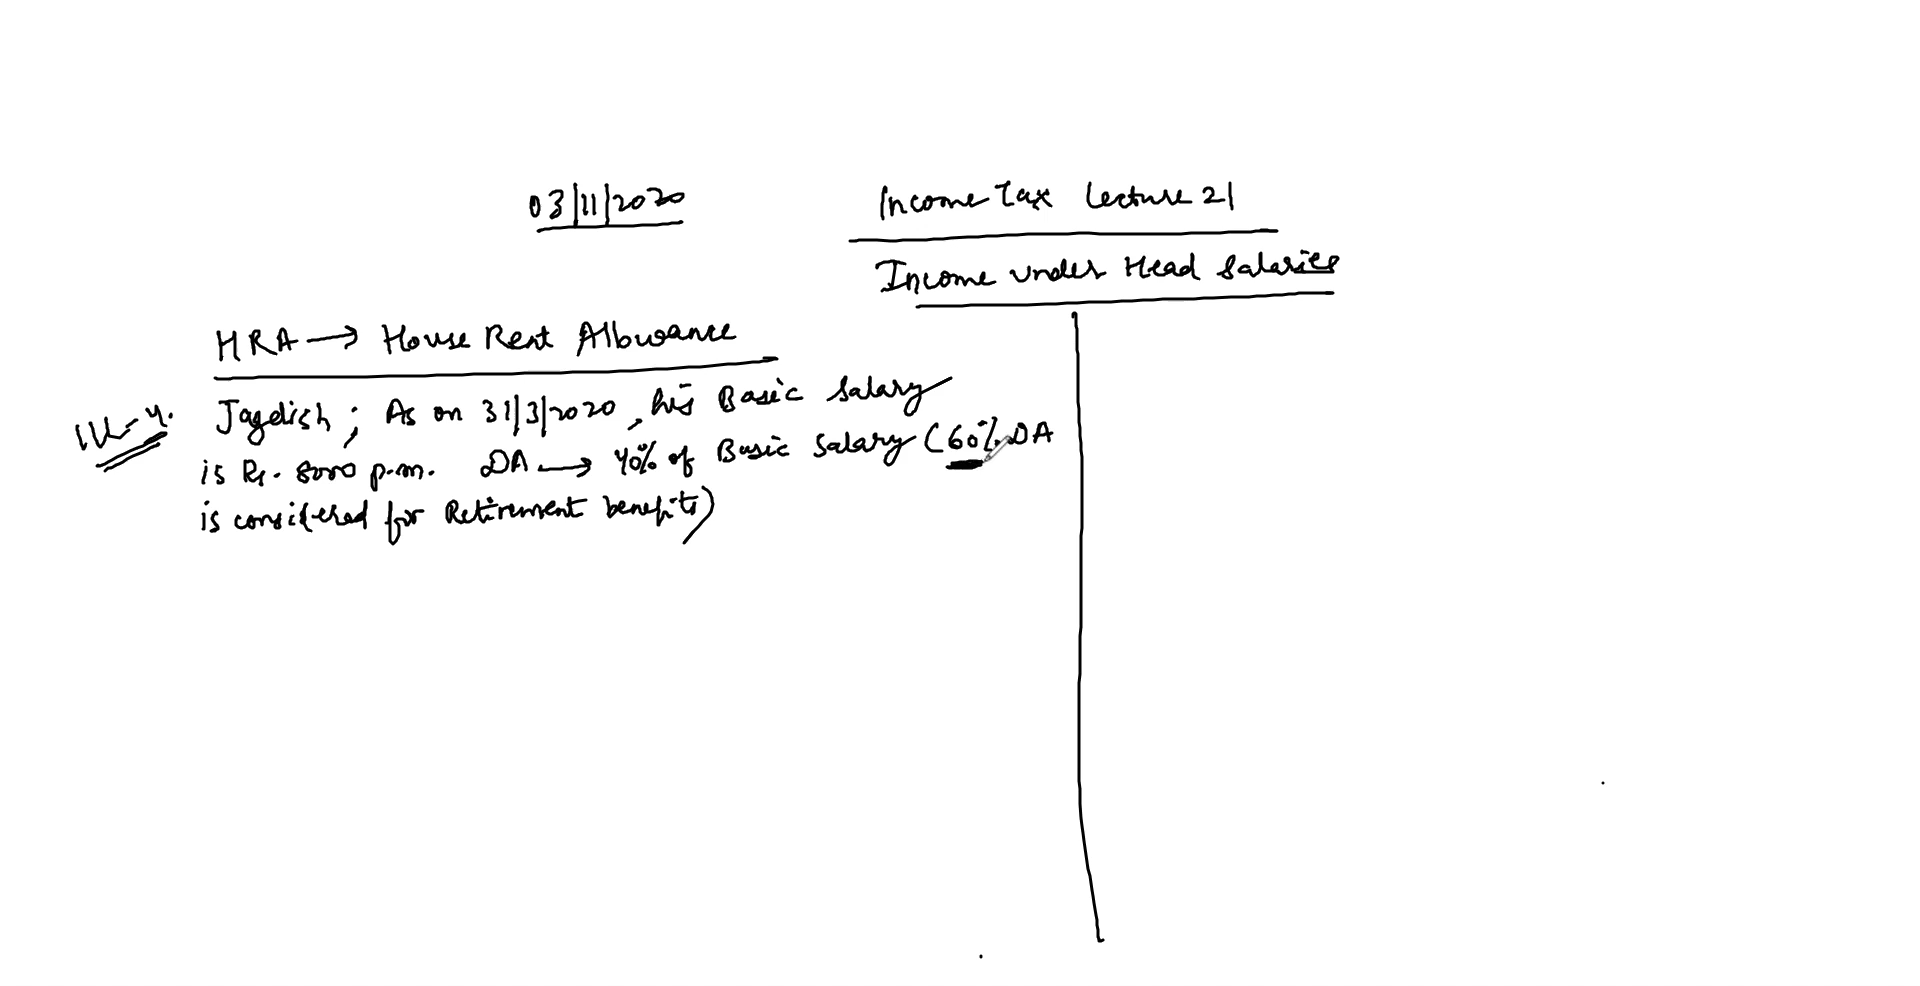 03/11/2020
Income Tax Lecture 21
Income under Head Salaries
HRA → House Rent Allowance
Ill-4.
Jagdish ; As on 31/3/2020, his Basic Salary
is Rs. 8000 p.m. DA → 40% of Basic Salary (60% DA
is considered for Retirement benefits)